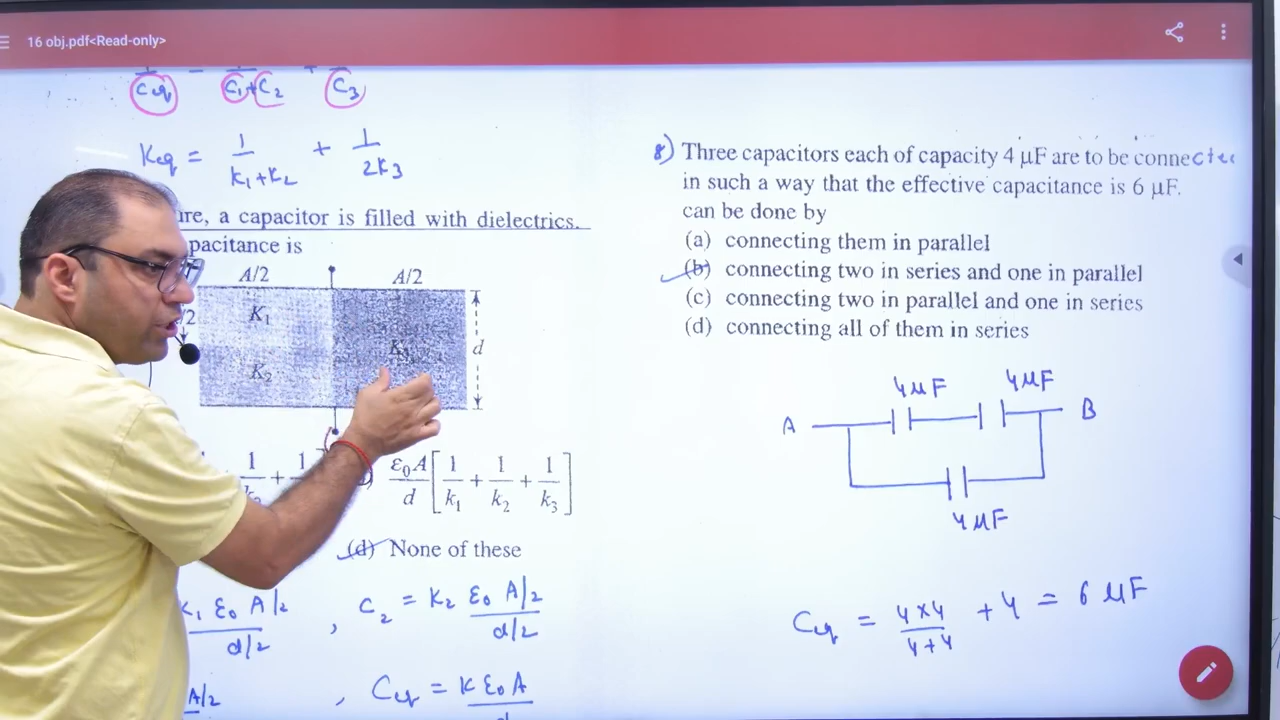 16 obj.pdf<Read-only>
Ceq = C1+C2 + C3
Keq = 1/K1+K2 + 1/2K3
ire, a capacitor is filled with dielectrics.
pacitance is
A/2 A/2
/2 K1 d
K2
1/ + 1 ε0A/d [1/k1 + 1/k2 + 1/k3]
(d) None of these
K1 ε0 A/2 / d/2 , C2 = K2 ε0 A/2 / d/2
A/2 , Ceq = K ε0 A / d
8) Three capacitors each of capacity 4 μF are to be connected
in such a way that the effective capacitance is 6 μF.
can be done by
(a) connecting them in parallel
(b) connecting two in series and one in parallel
(c) connecting two in parallel and one in series
(d) connecting all of them in series
4μF 4μF
A B
4μF
Ceq = 4×4/4+4 + 4 = 6 μF